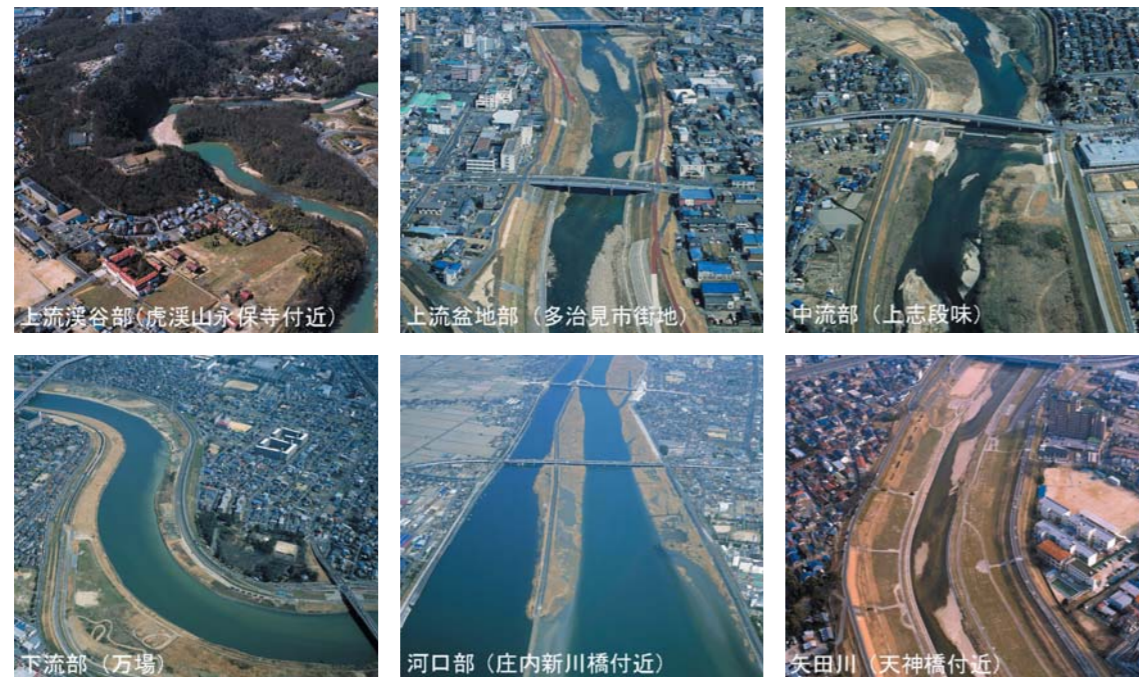 上流渓谷部(虎渓山永保寺付近)
上流盆地部（多治見市街地）
中流部（上志段味）
下流部（万場）
河口部（庄内新川橋付近）
矢田川（天神橋付近）